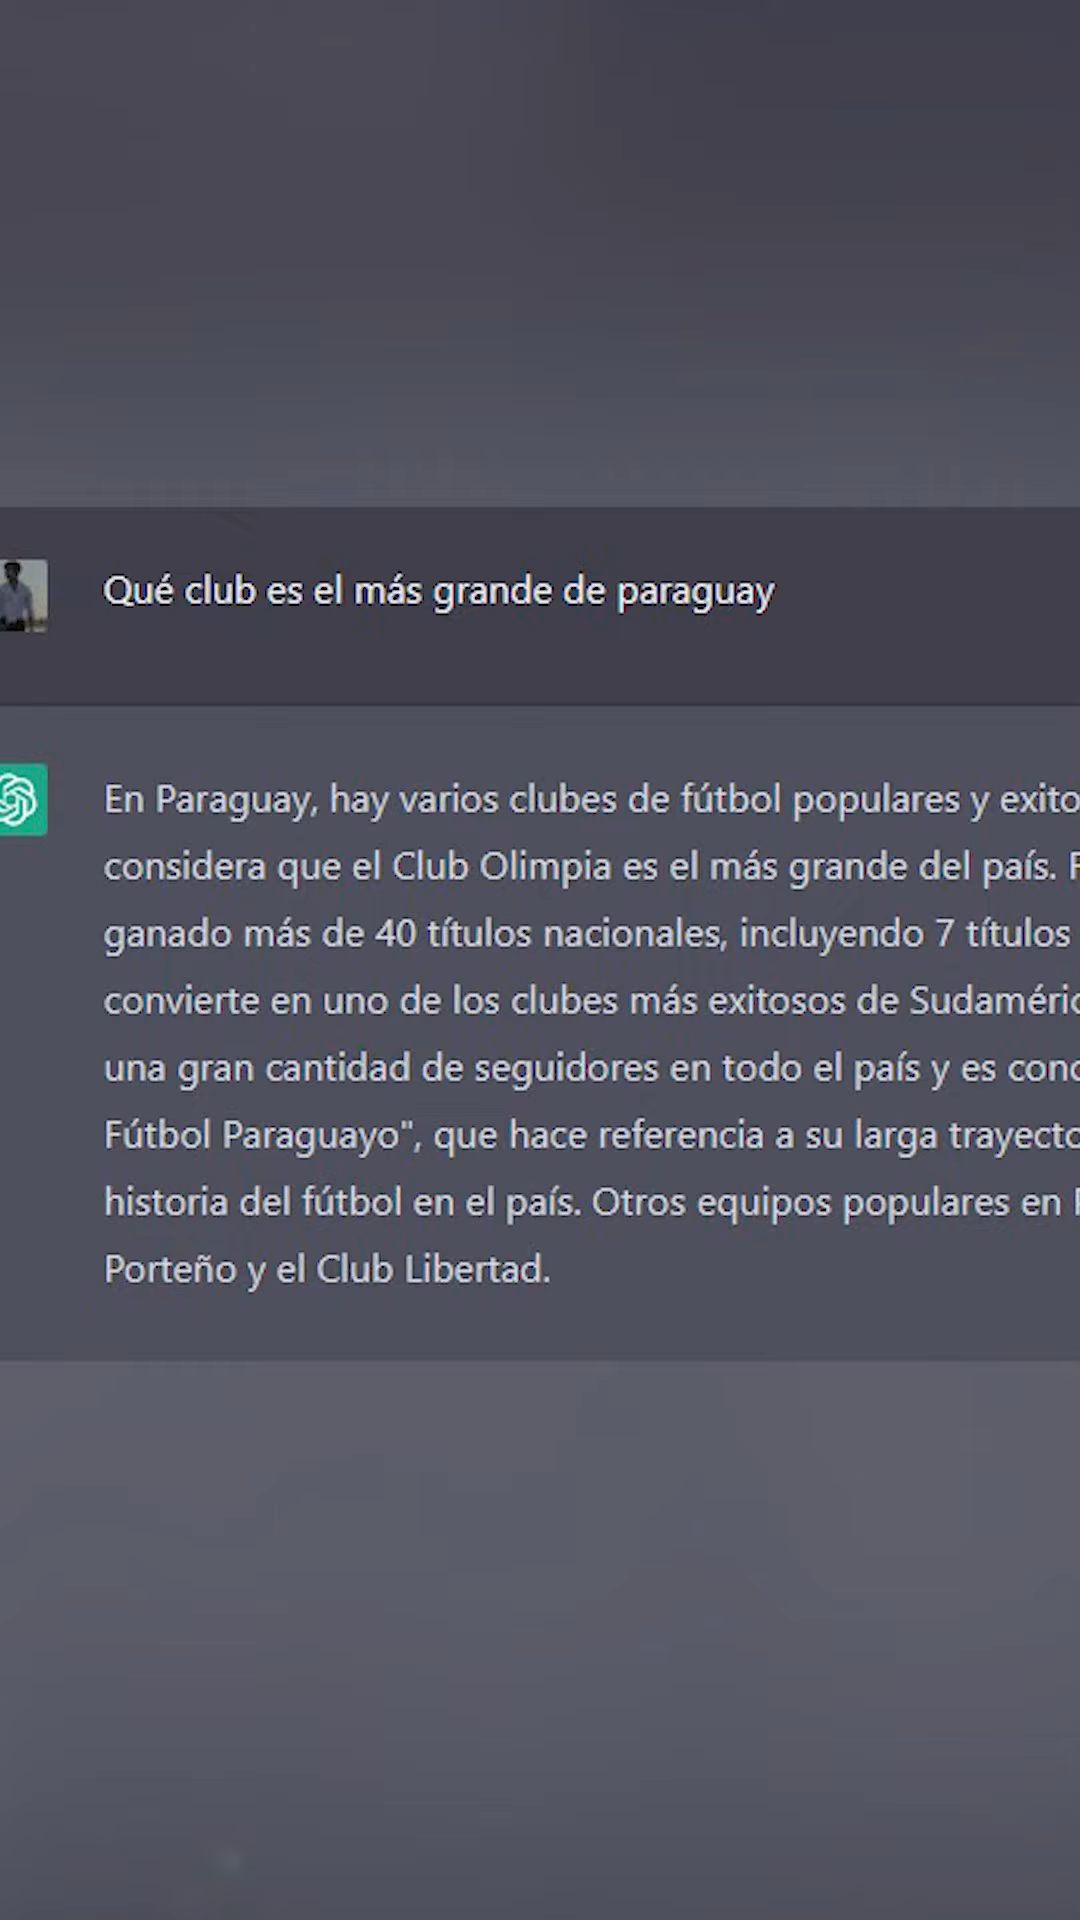 Qué club es el más grande de paraguay
En Paraguay, hay varios clubes de fútbol populares y
considera que el Club Olimpia es el más grande del país.
ganado más de 40 títulos nacionales, incluyendo 7 títulos
convierte en uno de los clubes más exitosos de
una gran cantidad de seguidores en todo el país y es
Fútbol Paraguayo", que hace referencia a su larga
historia del fútbol en el país. Otros equipos populares en
Porteño y el Club Libertad.